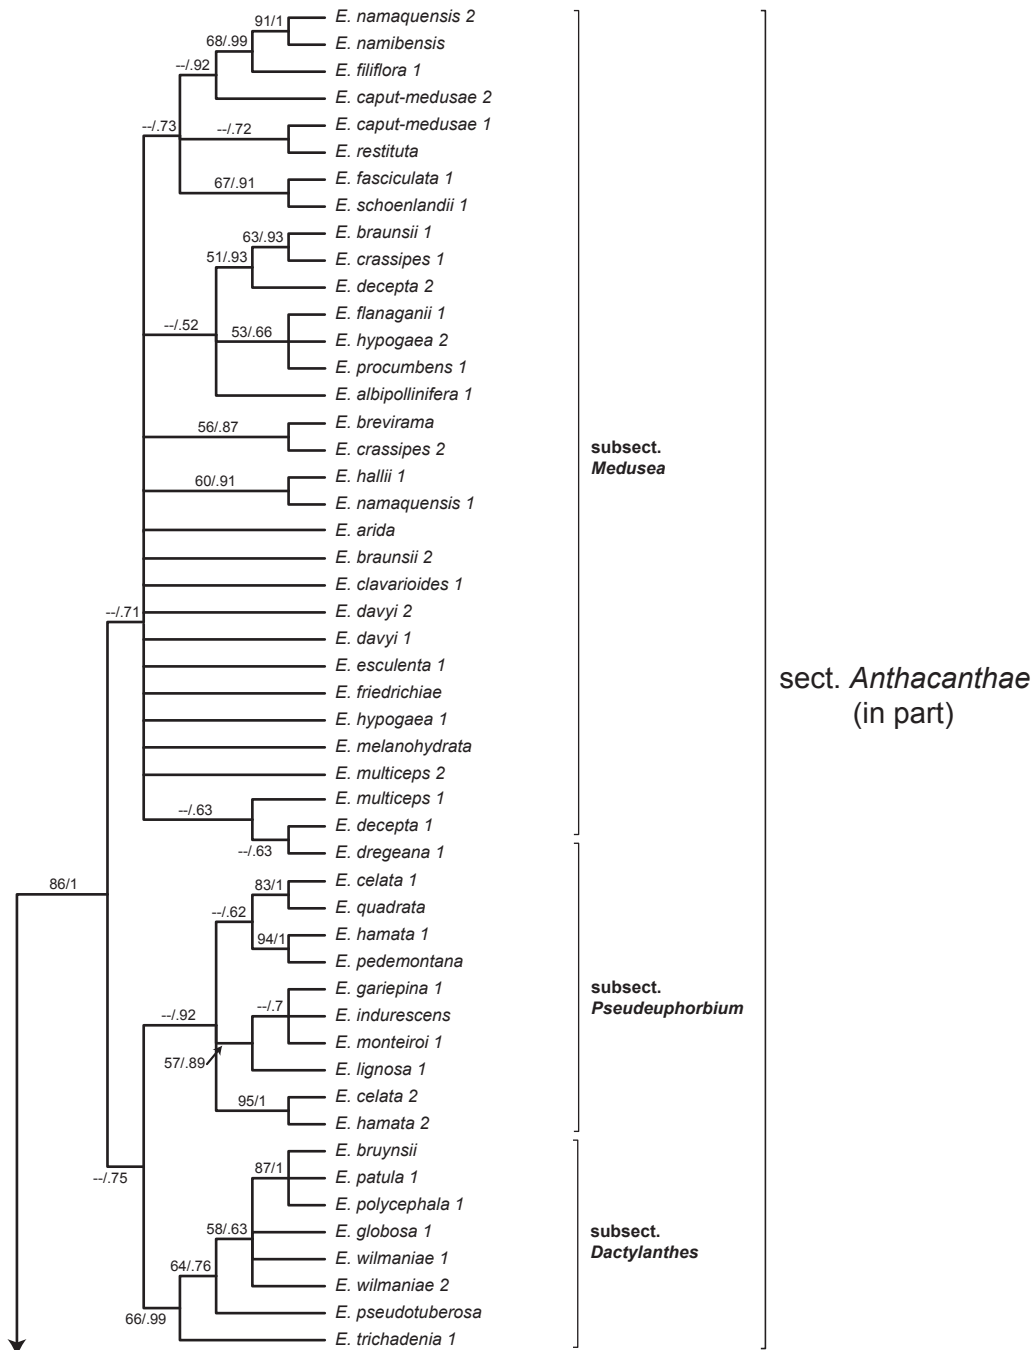 91/1
E. namaquensis 2
68/.99
E. namibensis
--/.92
E. filiflora 1
E. caput-medusae 2
--/.73
--/.72
E. caput-medusae 1
E. restituta
67/.91
E. fasciculata 1
E. schoenlandii 1
63/.93
E. braunsii 1
51/.93
E. crassipes 1
E. decepta 2
--/.52
53/.66
E. flanaganii 1
E. hypogaea 2
E. procumbens 1
E. albipollinifera 1
56/.87
E. brevirama
E. crassipes 2
subsect.
Medusea
60/.91
E. hallii 1
E. namaquensis 1
E. arida
E. braunsii 2
E. clavarioides 1
--/.71
E. davyi 2
E. davyi 1
E. esculenta 1
E. friedrichiae
sect. Anthacanthae
(in part)
E. hypogaea 1
E. melanohydrata
E. multiceps 2
--/.63
E. multiceps 1
E. decepta 1
--/.63
E. dregeana 1
86/1
83/1
E. celata 1
--/.62
E. quadrata
94/1
E. hamata 1
E. pedemontana
--/.7
E. gariepina 1
E. indurescens
subsect.
Pseudeuphorbium
--/.92
57/.89
E. monteiroi 1
E. lignosa 1
95/1
E. celata 2
E. hamata 2
--/.75
87/1
E. bruynsii
E. patula 1
E. polycephala 1
58/.63
E. globosa 1
subsect.
Dactylanthes
64/.76
E. wilmaniae 1
E. wilmaniae 2
66/.99
E. pseudotuberosa
E. trichadenia 1